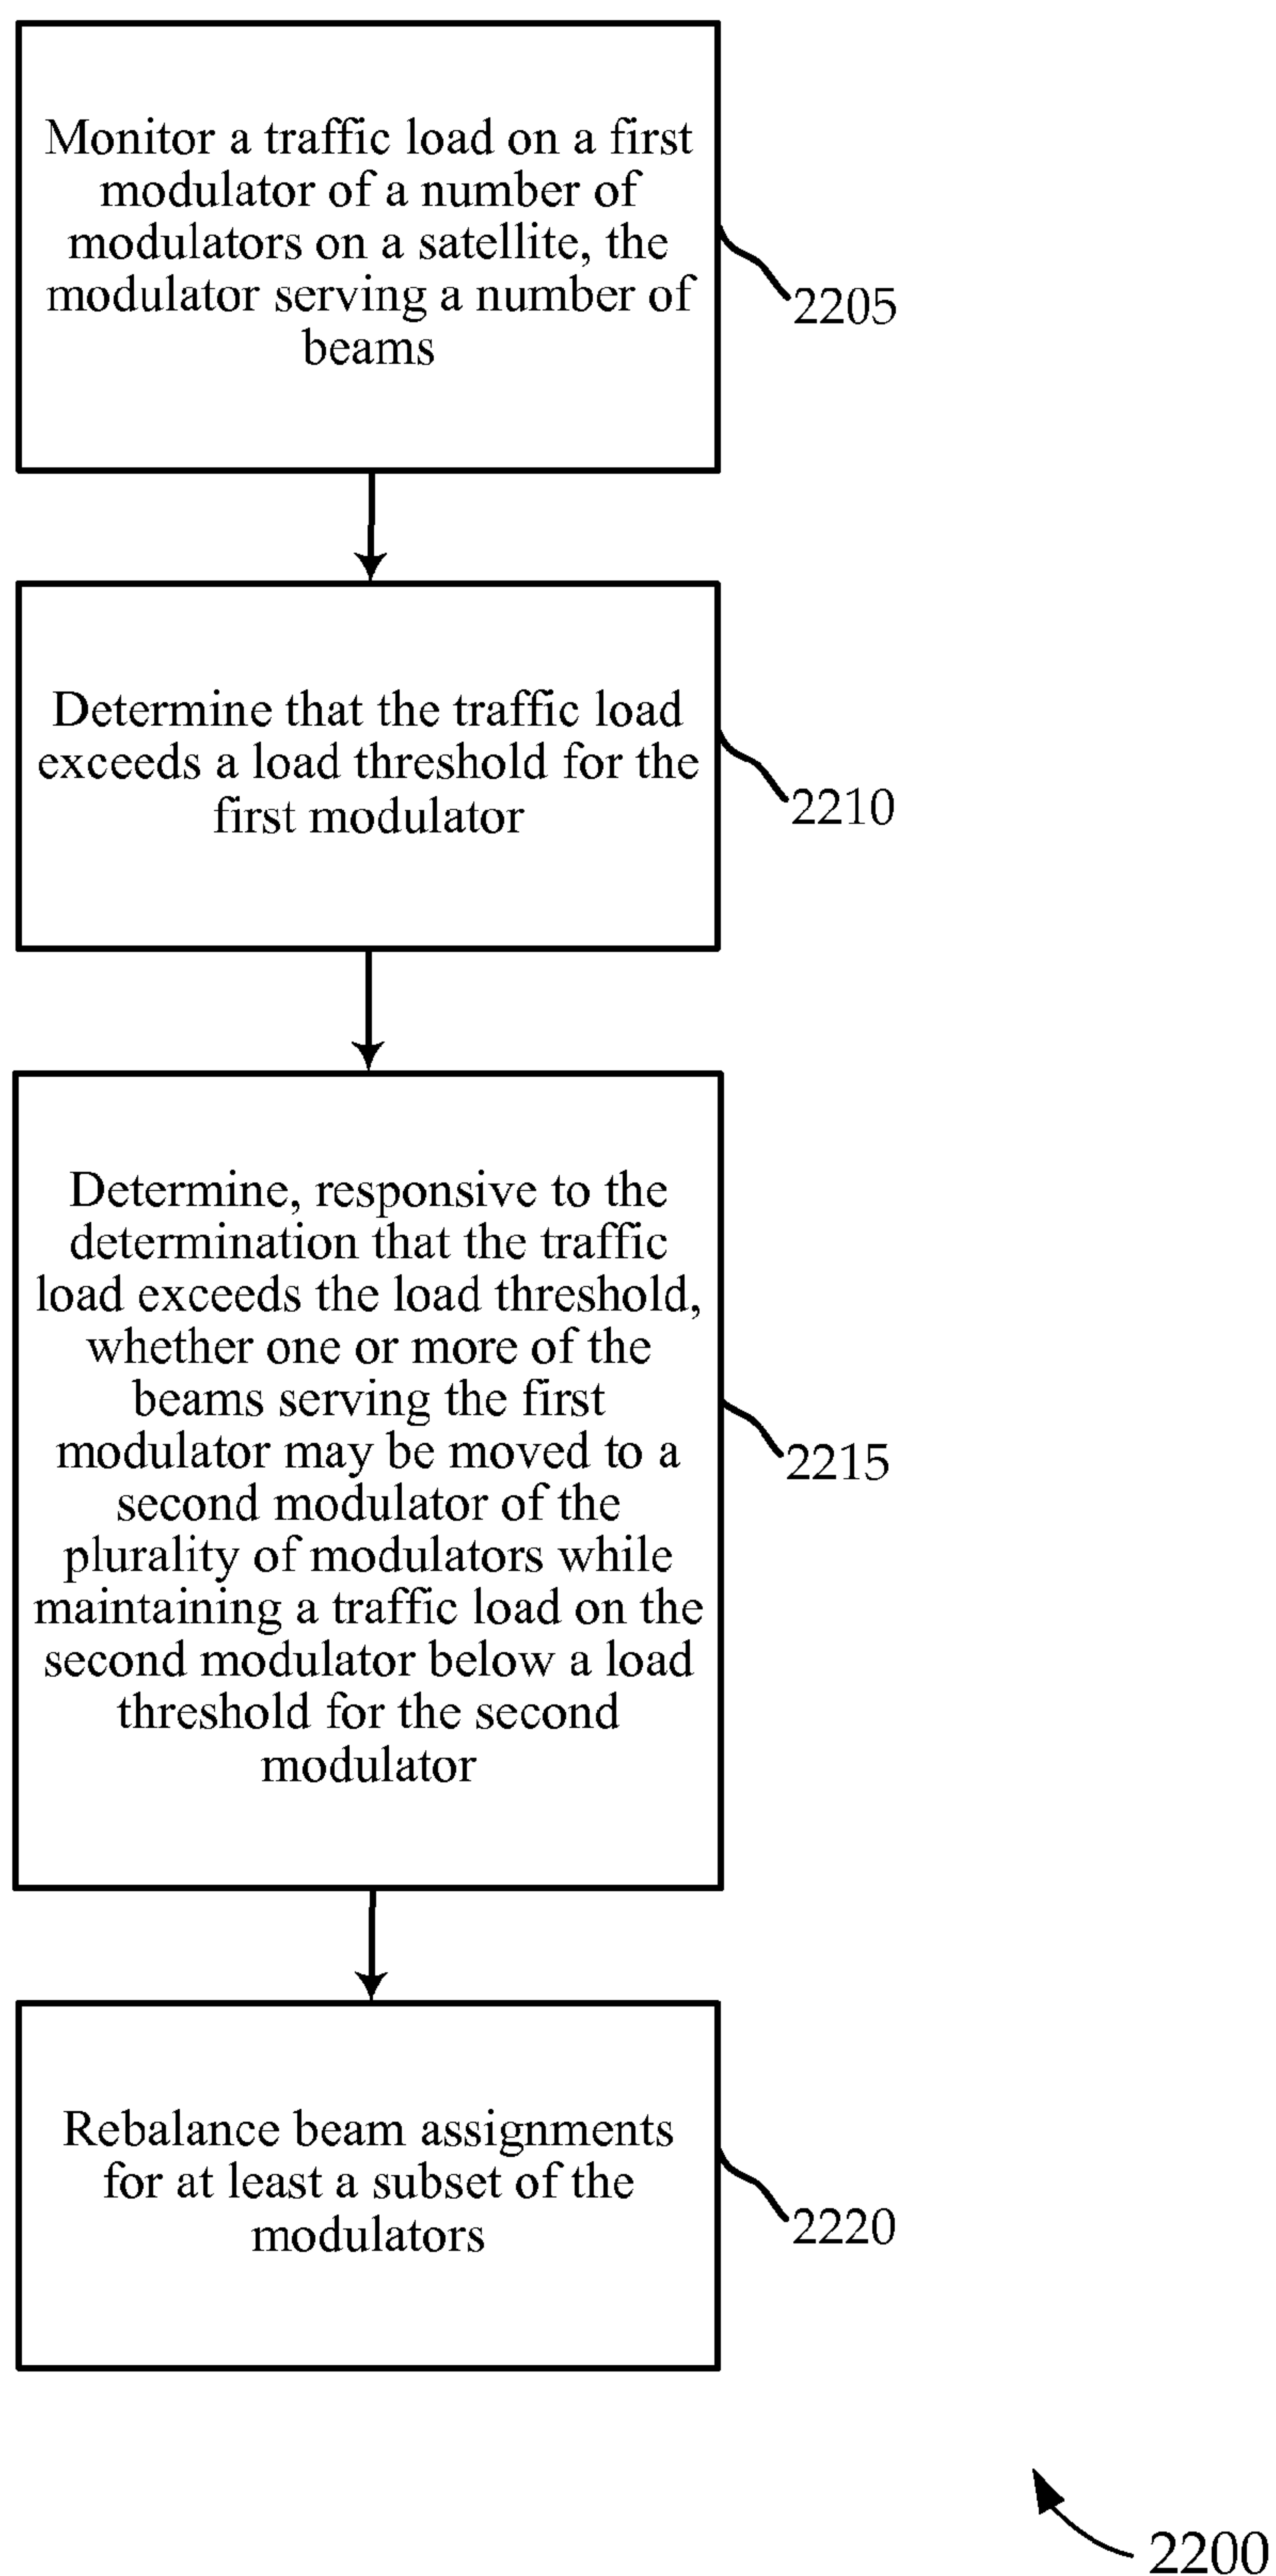 Monitor a traffic load on a first
modulator of a number of
modulators on a satellite, the
modulator serving a number of
beams
2205
Determine that the traffic load
exceeds a load threshold for the
first modulator
2210
Determine, responsive to the
determination that the traffic
load exceeds the load threshold,
whether one or more of the
beams serving the first
modulator may be moved to a
second modulator of the
plurality of modulators while
maintaining a traffic load on the
second modulator below a load
threshold for the second
modulator
2215
Rebalance beam assignments
for at least a subset of the
modulators
2220
2200